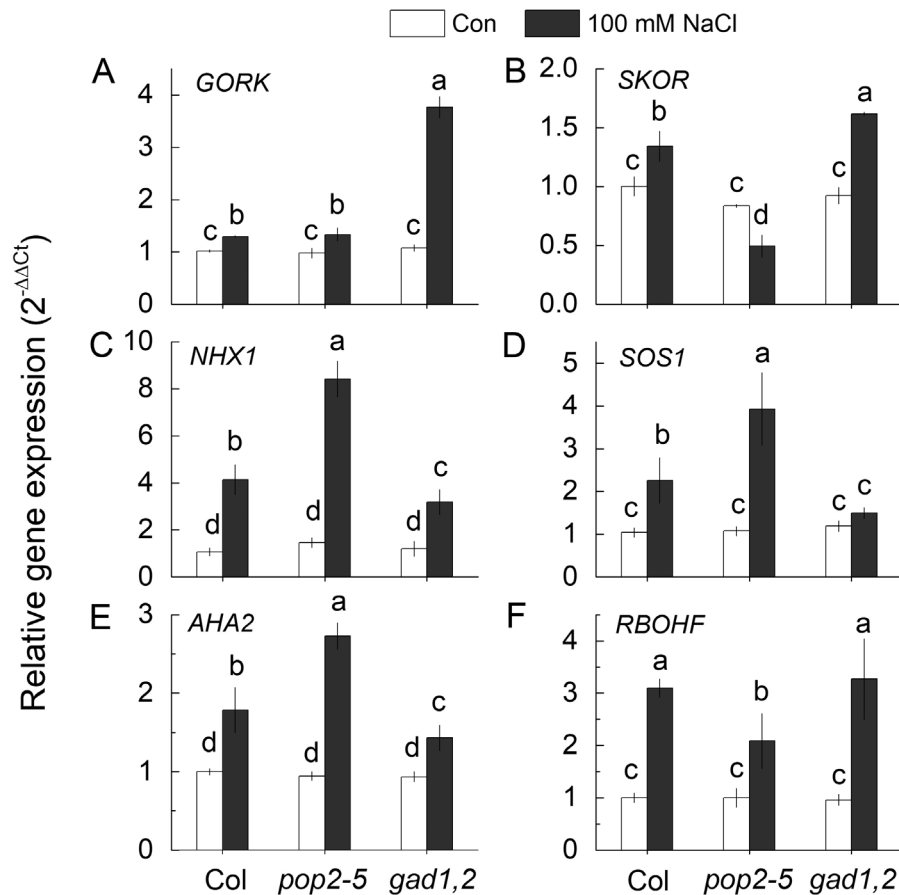 Con 100 mM NaCl
Relative gene expression (2^-ΔΔCt)
A GORK
4
3
2
1
0
c b c b c a
B SKOR
2.0
1.5
1.0
0.5
0.0
c b c d c a
C NHX1
10
8
6
4
2
0
d b d a d c
D SOS1
5
4
3
2
1
0
c b c a c c
E AHA2
3
2
1
0
d b d a d c
F RBOHF
4
3
2
1
0
c a c b c a
Col pop2-5 gad1,2
Col pop2-5 gad1,2